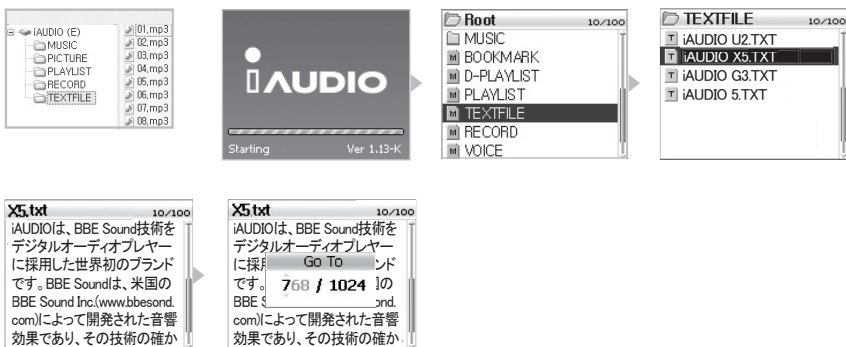 iAUDIO (E)
MUSIC
PICTURE
PLAYLIST
RECORD
TEXTFILE
01.mp3
02.mp3
03.mp3
04.mp3
05.mp3
06.mp3
07.mp3
08.mp3
iAUDIO
Starting Ver 1.13-K
Root 10/100
MUSIC
BOOKMARK
D-PLAYLIST
PLAYLIST
TEXTFILE
RECORD
VOICE
TEXTFILE 10/100
iAUDIO U2.TXT
iAUDIO X5.TXT
iAUDIO G3.TXT
iAUDIO 5.TXT
X5.txt 10/100
iAUDIOは、BBE Sound技術を
デジタルオーディオプレヤー
に採用した世界初のブランド
です。BBE Soundは、米国の
BBE Sound Inc.(www.bbesond.
com)によって開発された音響
効果であり、その技術の確か
X5.txt 10/100
iAUDIOは、BBE Sound技術を
デジタルオーディオプレヤー
に採 ンド
です。 の
BBE ond.
com)によって開発された音響
効果であり、その技術の確か
Go To
768 / 1024